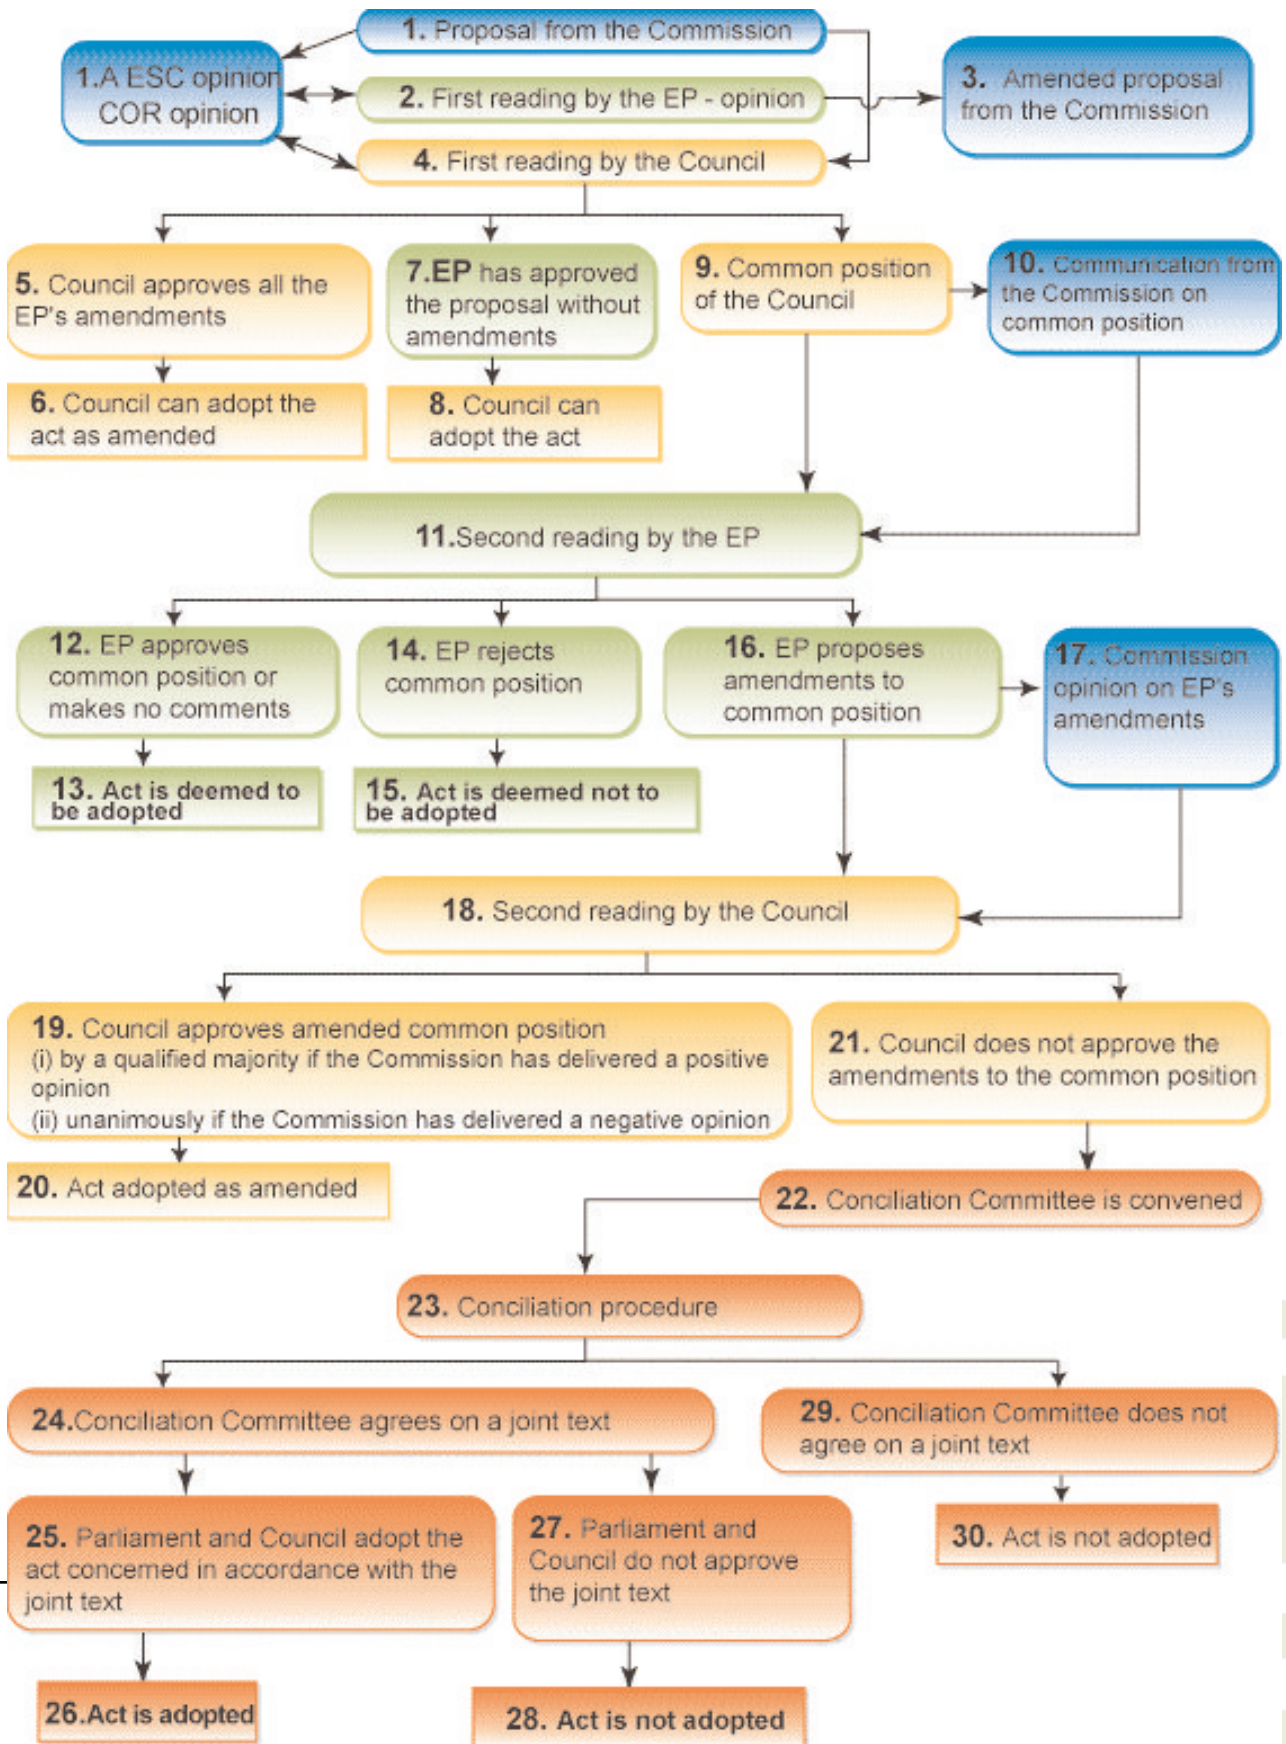 1. Proposal from the Commission
1.A ESC opinion
COR opinion
2. First reading by the EP - opinion
3. Amended proposal
from the Commission
4. First reading by the Council
5. Council approves all the
EP's amendments
6. Council can adopt the
act as amended
7.EP has approved
the proposal without
amendments
8. Council can
adopt the act
9. Common position
of the Council
10. Communication from
the Commission on
common position
11.Second reading by the EP
12. EP approves
common position or
makes no comments
13. Act is deemed to
be adopted
14. EP rejects
common position
15. Act is deemed not to
be adopted
16. EP proposes
amendments to
common position
17. Commission
opinion on EP's
amendments
18. Second reading by the Council
19. Council approves amended common position
(i) by a qualified majority if the Commission has delivered a positive
opinion
(ii) unanimously if the Commission has delivered a negative opinion
20. Act adopted as amended
21. Council does not approve the
amendments to the common position
22. Conciliation Committee is convened
23. Conciliation procedure
24.Conciliation Committee agrees on a joint text
25. Parliament and Council adopt the
act concerned in accordance with the
joint text
26.Act is adopted
27. Parliament and
Council do not approve
the joint text
28. Act is not adopted
29. Conciliation Committee does not
agree on a joint text
30. Act is not adopted